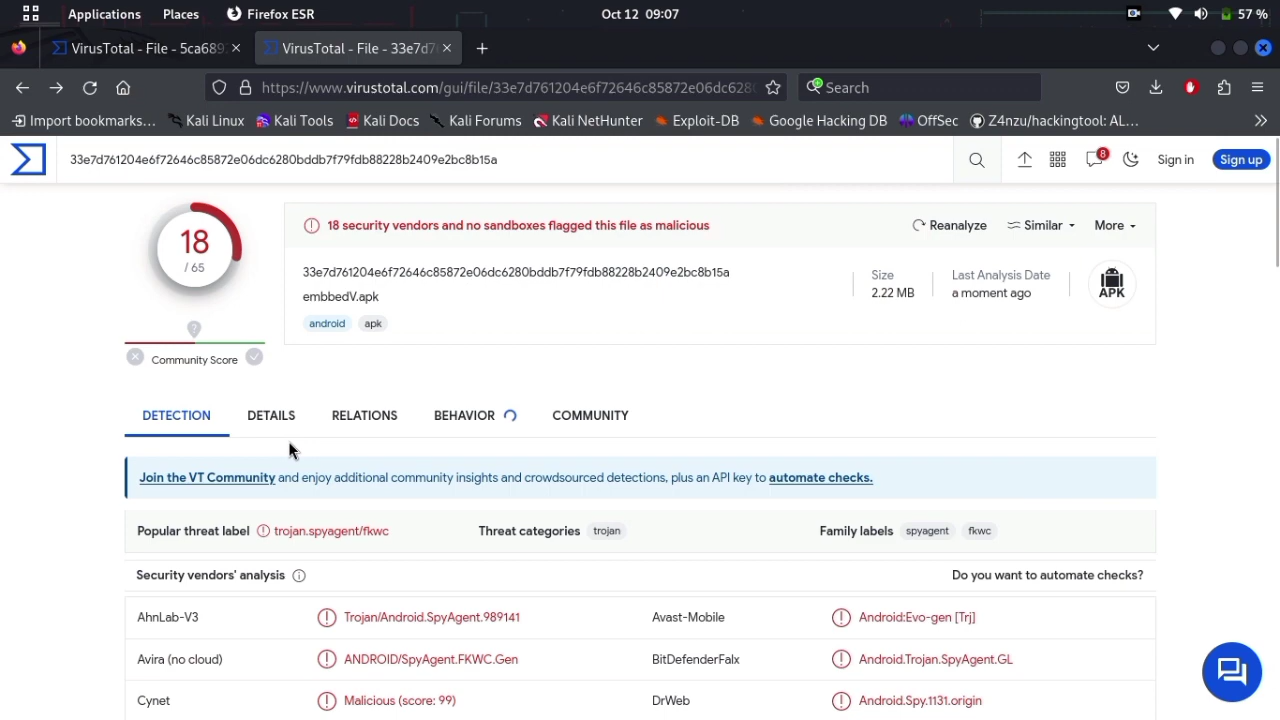 Applications Places Firefox ESR Oct 12 09:07 57 %
VirusTotal - File - 5ca689 VirusTotal - File - 33e7d7
https://www.virustotal.com/gui/file/33e7d761204e6f72646c85872e06dc628 Search
Import bookmarks... Kali Linux Kali Tools Kali Docs Kali Forums Kali NetHunter Exploit-DB Google Hacking DB OffSec Z4nzu/hackingtool: AL...
33e7d761204e6f72646c85872e06dc6280bddb7f79fdb88228b2409e2bc8b15a 8 Sign in Sign up
18
/ 65
18 security vendors and no sandboxes flagged this file as malicious Reanalyze Similar More
33e7d761204e6f72646c85872e06dc6280bddb7f79fdb88228b2409e2bc8b15a
embbedV.apk
android apk
Size
2.22 MB
Last Analysis Date
a moment ago
APK
?
Community Score
DETECTION DETAILS RELATIONS BEHAVIOR COMMUNITY
Join the VT Community and enjoy additional community insights and crowdsourced detections, plus an API key to automate checks.
Popular threat label trojan.spyagent/fkwc Threat categories trojan Family labels spyagent fkwc
Security vendors' analysis Do you want to automate checks?
AhnLab-V3 Trojan/Android.SpyAgent.989141 Avast-Mobile Android:Evo-gen [Trj]
Avira (no cloud) ANDROID/SpyAgent.FKWC.Gen BitDefenderFalx Android.Trojan.SpyAgent.GL
Cynet Malicious (score: 99) DrWeb Android.Spy.1131.origin